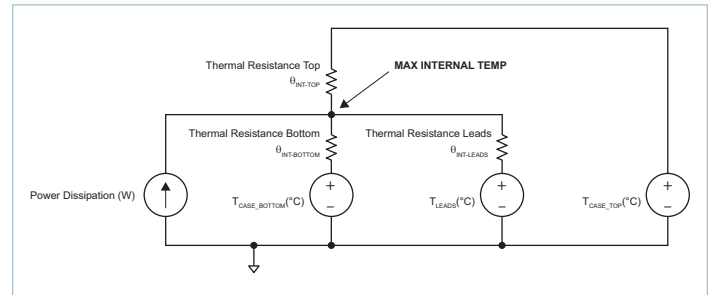 Thermal Resistance Top
θINT-TOP
MAX INTERNAL TEMP
Thermal Resistance Bottom
θINT-BOTTOM
Thermal Resistance Leads
θINT-LEADS
Power Dissipation (W)
+
–
TCASE_BOTTOM(°C)
+
–
TLEADS(°C)
+
–
TCASE_TOP(°C)